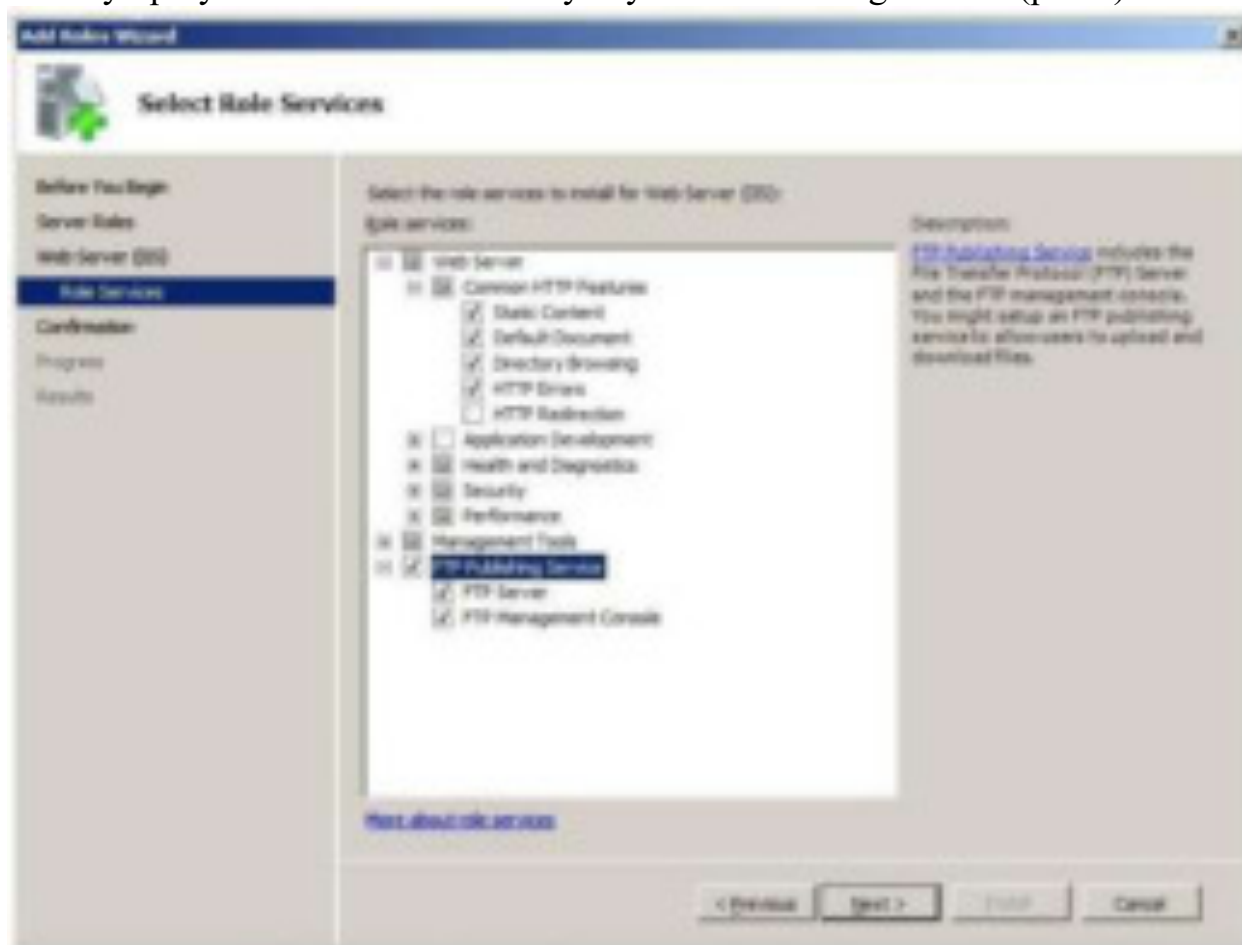 Add Roles Wizard
Select Role Services
Before You Begin
Server Roles
Web Server (IIS)
Role Services
Confirmation
Progress
Results
Select the role services to install for Web Server (IIS):
Role services:
Web Server
Common HTTP Features
Static Content
Default Document
Directory Browsing
HTTP Errors
HTTP Redirection
Application Development
Health and Diagnostics
Security
Performance
Management Tools
FTP Publishing Service
FTP Server
FTP Management Console
More about role services
Description:
FTP Publishing Service includes the
File Transfer Protocol (FTP) Server
and the FTP management console.
You might setup an FTP publishing
service to allow users to upload and
download files.
< Previous
Next >
Install
Cancel